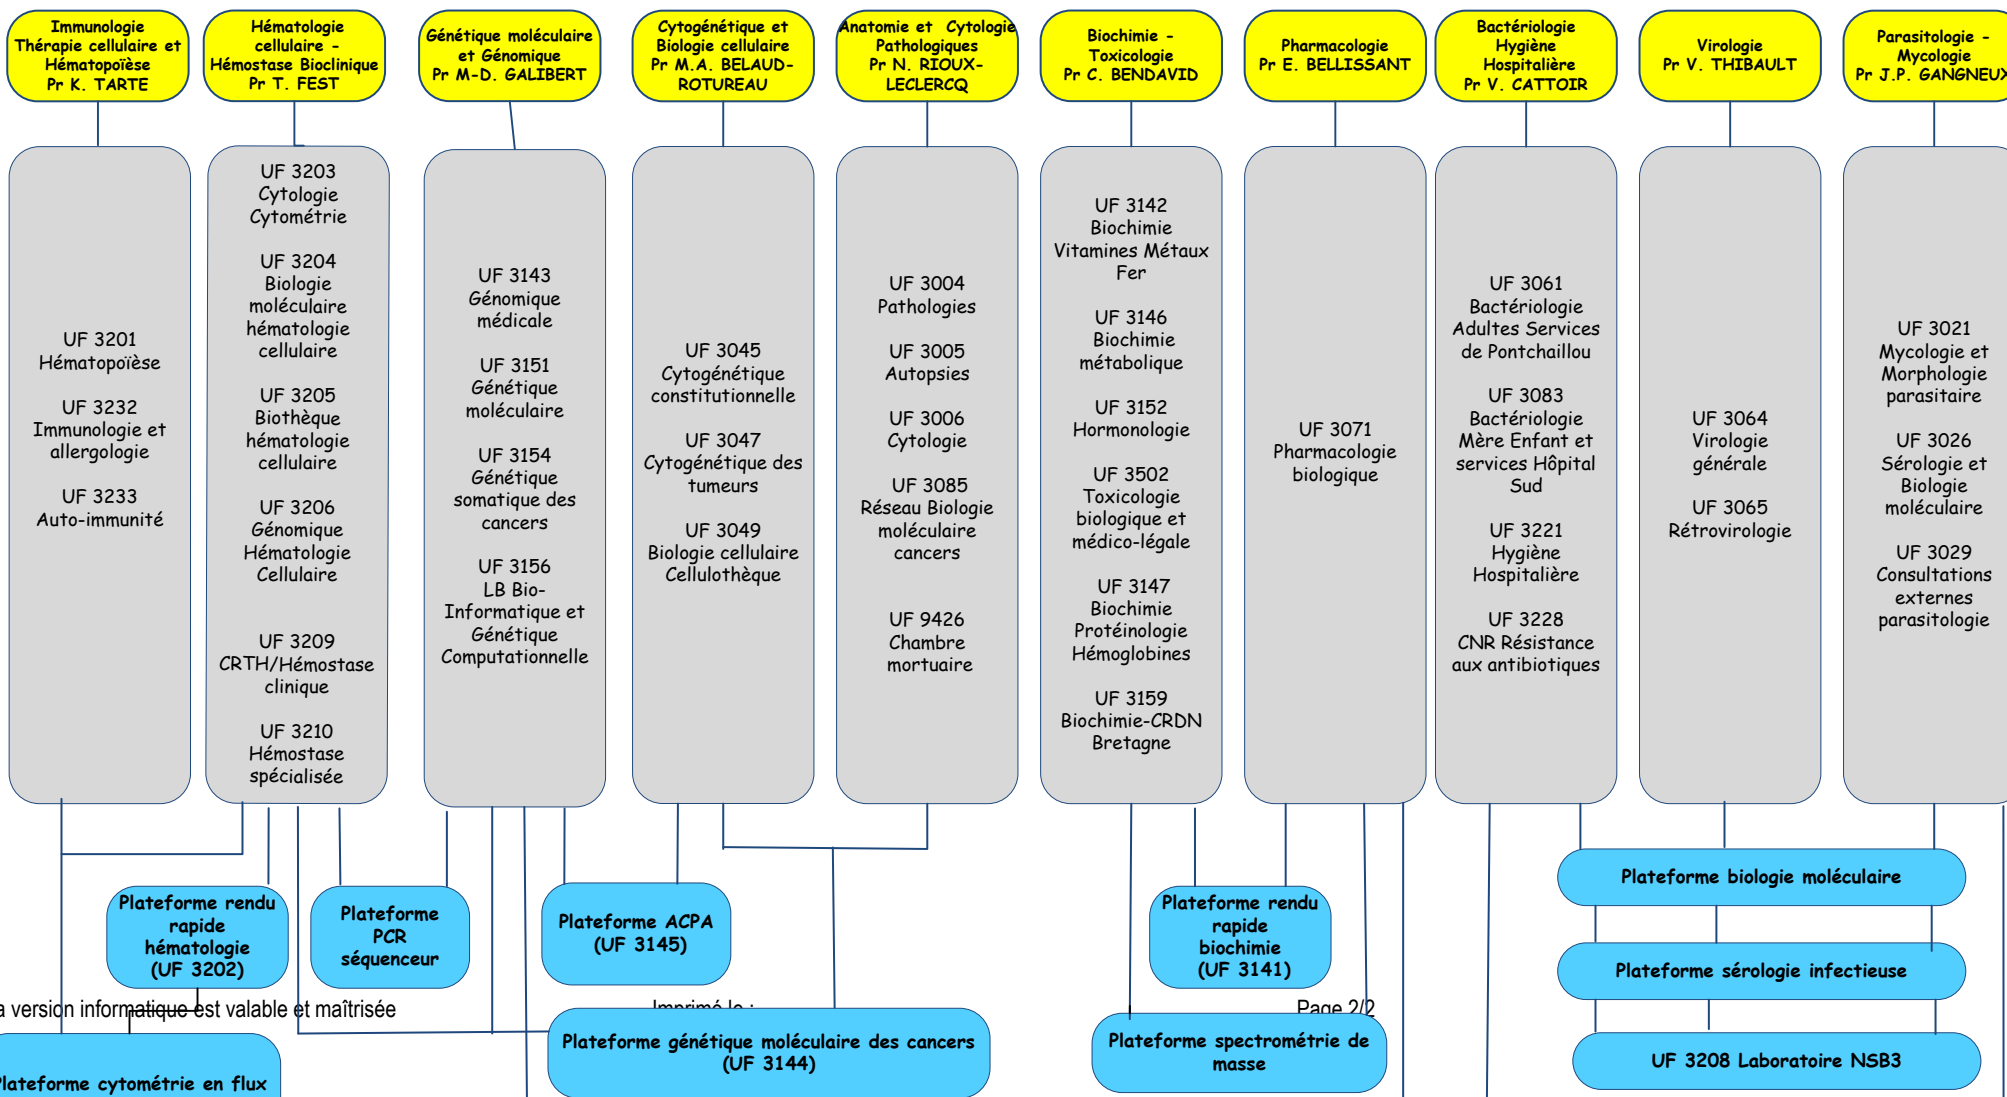 Immunologie
Thérapie cellulaire et
Hématopoïèse
Pr K. TARTE
Hématologie
cellulaire -
Hémostase Bioclinique
Pr T. FEST
Génétique moléculaire
et Génomique
Pr M-D. GALIBERT
Cytogénétique et
Biologie cellulaire
Pr M.A. BELAUD-
ROTUREAU
Anatomie et Cytologie
Pathologiques
Pr N. RIOUX-
LECLERCQ
Biochimie -
Toxicologie
Pr C. BENDAVID
Pharmacologie
Pr E. BELLISSANT
Bactériologie
Hygiène
Hospitalière
Pr V. CATTOIR
Virologie
Pr V. THIBAULT
Parasitologie -
Mycologie
Pr J.P. GANGNEUX
UF 3201
Hématopoïèse
UF 3232
Immunologie et
allergologie
UF 3233
Auto-immunité
UF 3203
Cytologie
Cytométrie
UF 3204
Biologie
moléculaire
hématologie
cellulaire
UF 3205
Biothèque
hématologie
cellulaire
UF 3206
Génomique
Hématologie
Cellulaire
UF 3209
CRTH/Hémostase
clinique
UF 3210
Hémostase
spécialisée
UF 3143
Génomique
médicale
UF 3151
Génétique
moléculaire
UF 3154
Génétique
somatique des
cancers
UF 3156
LB Bio-
Informatique et
Génétique
Computationnelle
UF 3045
Cytogénétique
constitutionnelle
UF 3047
Cytogénétique des
tumeurs
UF 3049
Biologie cellulaire
Cellulothèque
UF 3004
Pathologies
UF 3005
Autopsies
UF 3006
Cytologie
UF 3085
Réseau Biologie
moléculaire
cancers
UF 9426
Chambre
mortuaire
UF 3142
Biochimie
Vitamines Métaux
Fer
UF 3146
Biochimie
métabolique
UF 3152
Hormonologie
UF 3502
Toxicologie
biologique et
médico-légale
UF 3147
Biochimie
Protéinologie
Hémoglobines
UF 3159
Biochimie-CRDN
Bretagne
UF 3071
Pharmacologie
biologique
UF 3061
Bactériologie
Adultes Services
de Pontchaillou
UF 3083
Bactériologie
Mère Enfant et
services Hôpital
Sud
UF 3221
Hygiène
Hospitalière
UF 3228
CNR Résistance
aux antibiotiques
UF 3064
Virologie
générale
UF 3065
Rétrovirologie
UF 3021
Mycologie et
Morphologie
parasitaire
UF 3026
Sérologie et
Biologie
moléculaire
UF 3029
Consultations
externes
parasitologie
Plateforme rendu
rapide
hématologie
(UF 3202)
Plateforme
PCR
séquenceur
Plateforme ACPA
(UF 3145)
Plateforme rendu
rapide
biochimie
(UF 3141)
Plateforme biologie moléculaire
Plateforme sérologie infectieuse
UF 3208 Laboratoire NSB3
a version informatique est valable et maîtrisée
Imprimé le :
Page 2/2
Plateforme génétique moléculaire des cancers
(UF 3144)
Plateforme spectrométrie de
masse
Plateforme cytométrie en flux